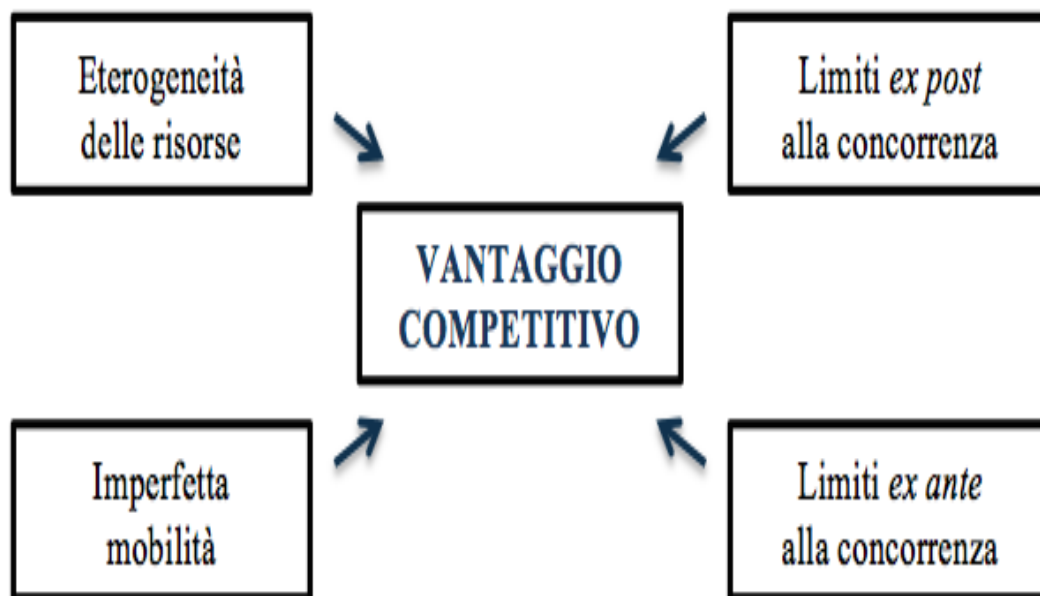 Eterogeneità
delle risorse
Limiti ex post
alla concorrenza
VANTAGGIO
COMPETITIVO
Imperfetta
mobilità
Limiti ex ante
alla concorrenza